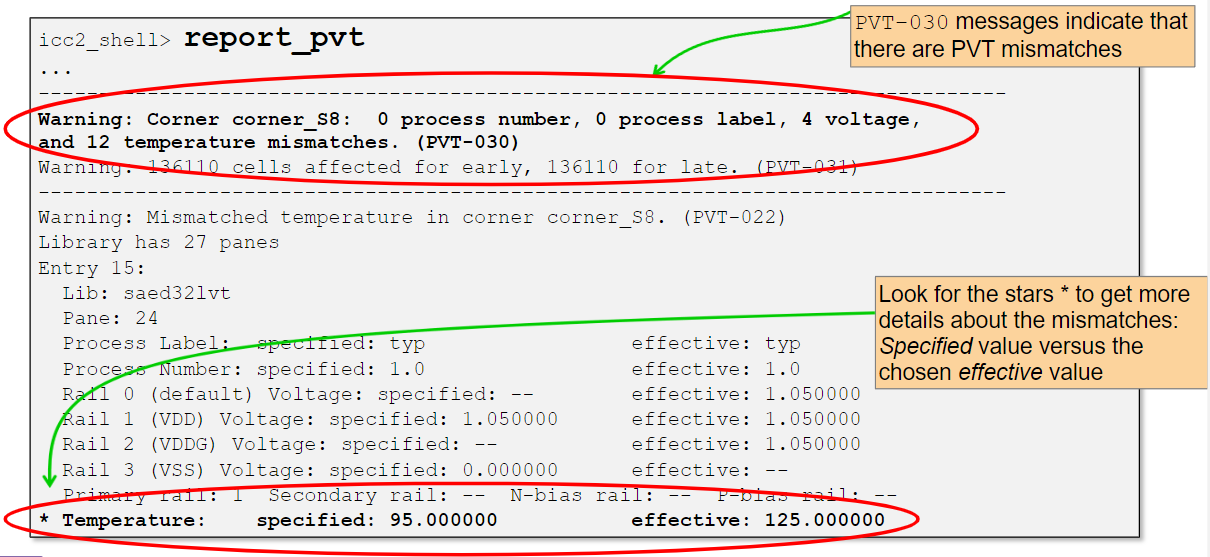 PVT-030 messages indicate that
there are PVT mismatches
icc2_shell> report_pvt
...
--------------------------------------------------------------------------------
Warning: Corner corner_S8:  0 process number, 0 process label, 4 voltage,
and 12 temperature mismatches. (PVT-030)
Warning: 136110 cells affected for early, 136110 for late. (PVT-031)
--------------------------------------------------------------------------------
Warning: Mismatched temperature in corner corner_S8. (PVT-022)
Library has 27 panes
Entry 15:
  Lib: saed32lvt
  Pane: 24
  Process Label:  specified: typ                 effective: typ
  Process Number: specified: 1.0                 effective: 1.0
  Rail 0 (default) Voltage: specified: --        effective: 1.050000
  Rail 1 (VDD) Voltage: specified: 1.050000      effective: 1.050000
  Rail 2 (VDDG) Voltage: specified: --           effective: 1.050000
  Rail 3 (VSS) Voltage: specified: 0.000000      effective: --
  Primary rail: 1  Secondary rail: --  N-bias rail: --  P-bias rail: --
* Temperature:    specified: 95.000000           effective: 125.000000
Look for the stars * to get more
details about the mismatches:
Specified value versus the
chosen effective value